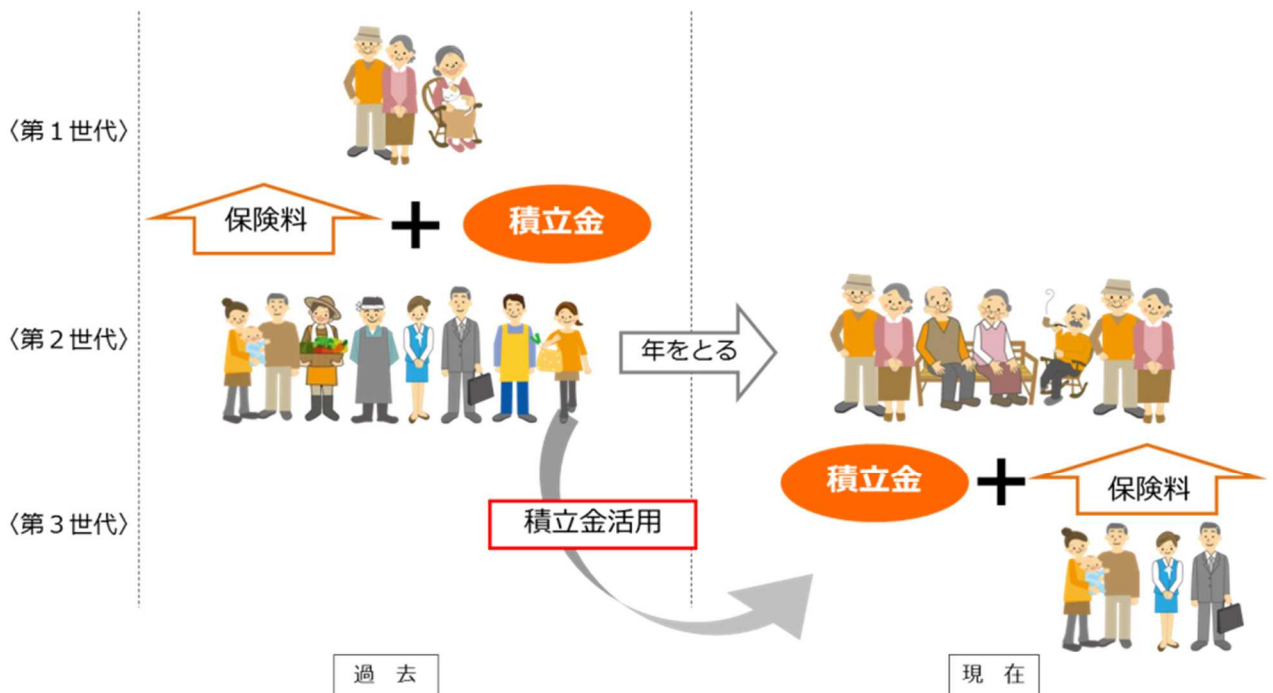 〈第１世代〉
保険料
＋
積立金
〈第２世代〉
年をとる
積立金
＋
保険料
〈第３世代〉
積立金活用
過　去
現　在